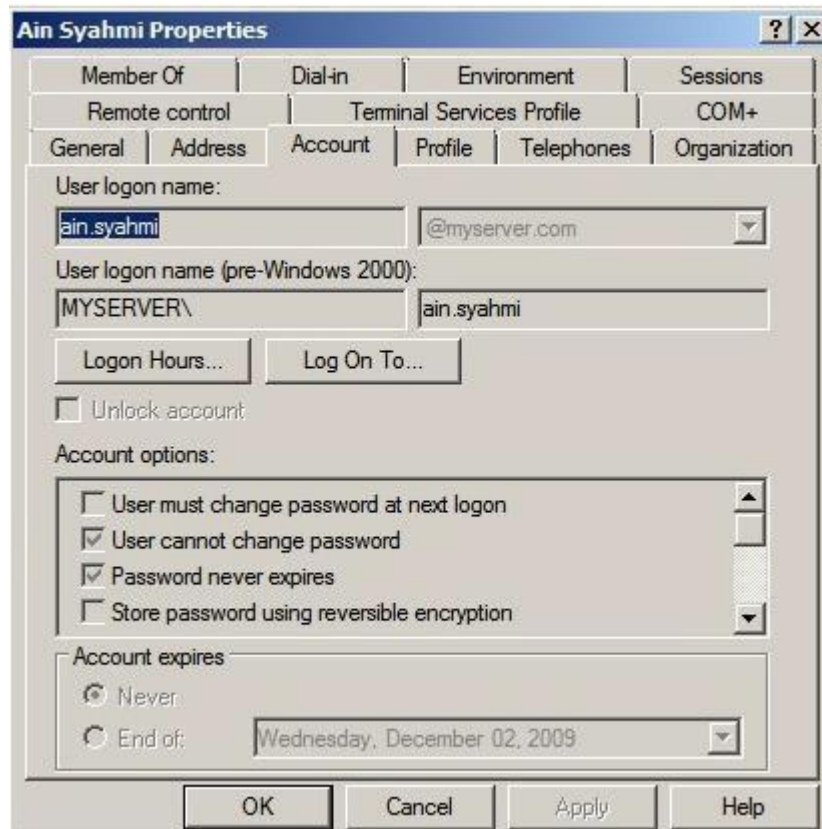 Ain Syahmi Properties
Member Of Dial-in Environment Sessions
Remote control Terminal Services Profile COM+
General Address Account Profile Telephones Organization
User logon name:
ain.syahmi @myserver.com
User logon name (pre-Windows 2000):
MYSERVER\ ain.syahmi
Logon Hours... Log On To...
Unlock account
Account options:
User must change password at next logon
User cannot change password
Password never expires
Store password using reversible encryption
Account expires
Never
End of: Wednesday, December 02, 2009
OK Cancel Apply Help